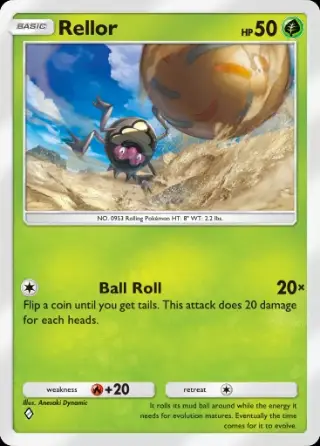 BASIC Rellor HP 50
NO. 0953 Rolling Pokémon HT: 8" WT: 2.2 lbs.
Ball Roll 20×
Flip a coin until you get tails. This attack does 20 damage
for each heads.
weakness +20 retreat
Illus. Anesaki Dynamic
It rolls its mud ball around while the energy it
needs for evolution matures. Eventually the time
comes for it to evolve.